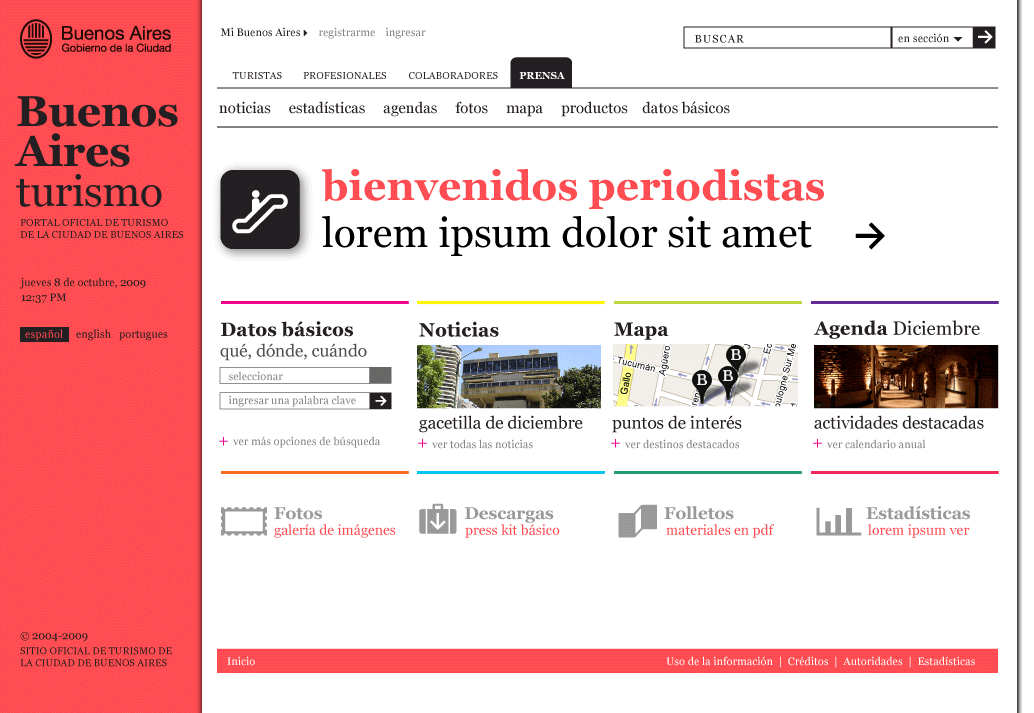 Buenos Aires
Gobierno de la Ciudad
Buenos
Aires
turismo
PORTAL OFICIAL DE TURISMO
DE LA CIUDAD DE BUENOS AIRES
jueves 8 de octubre, 2009
12:37 PM
español english portugues
© 2004-2009
SITIO OFICIAL DE TURISMO DE
LA CIUDAD DE BUENOS AIRES
Mi Buenos Aires registrarme ingresar
BUSCAR en sección
TURISTAS PROFESIONALES COLABORADORES PRENSA
noticias estadísticas agendas fotos mapa productos datos básicos
bienvenidos periodistas
lorem ipsum dolor sit amet
Datos básicos
qué, dónde, cuándo
seleccionar
ingresar una palabra clave
+ ver más opciones de búsqueda
Noticias
gacetilla de diciembre
+ ver todas las noticias
Mapa
Tucumán
Gallo
Agüero
B
B
B
puntos de interés
+ ver destinos destacados
Agenda Diciembre
actividades destacadas
+ ver calendario anual
Fotos
galería de imágenes
Descargas
press kit básico
Folletos
materiales en pdf
Estadísticas
lorem ipsum ver
Inicio
Uso de la información | Créditos | Autoridades | Estadísticas